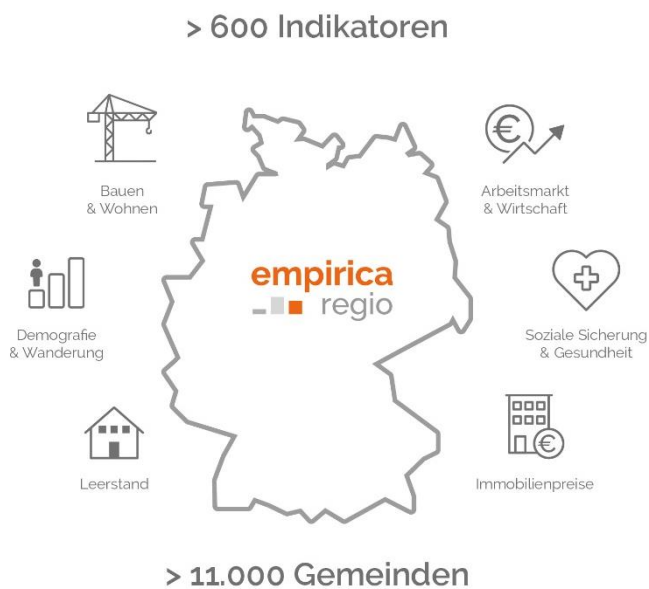 > 600 Indikatoren
Bauen
& Wohnen
Arbeitsmarkt
& Wirtschaft
empirica
regio
Demografie
& Wanderung
Soziale Sicherung
& Gesundheit
Leerstand
Immobilienpreise
> 11.000 Gemeinden